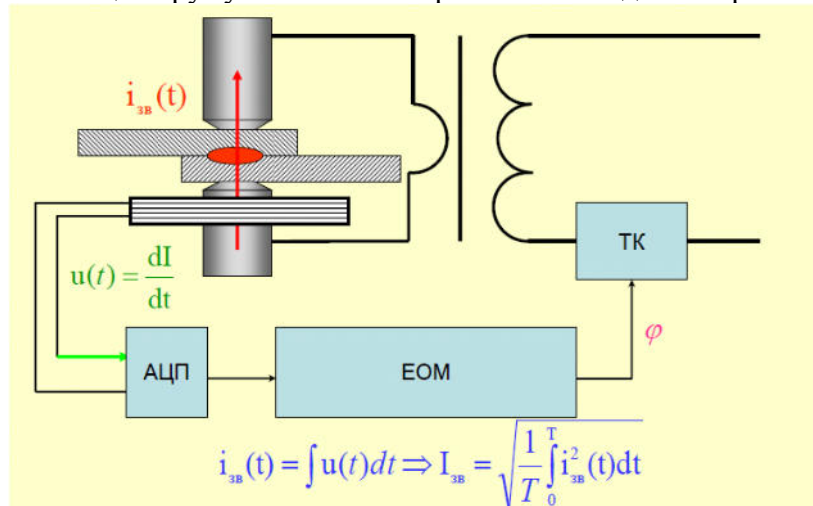 i_зв(t)
u(t) = dI/dt
ТК
φ
АЦП
ЕОМ
i_зв(t) = ∫u(t)dt ⇒ I_зв = √(1/T ∫₀ᵀ i²_зв(t)dt)